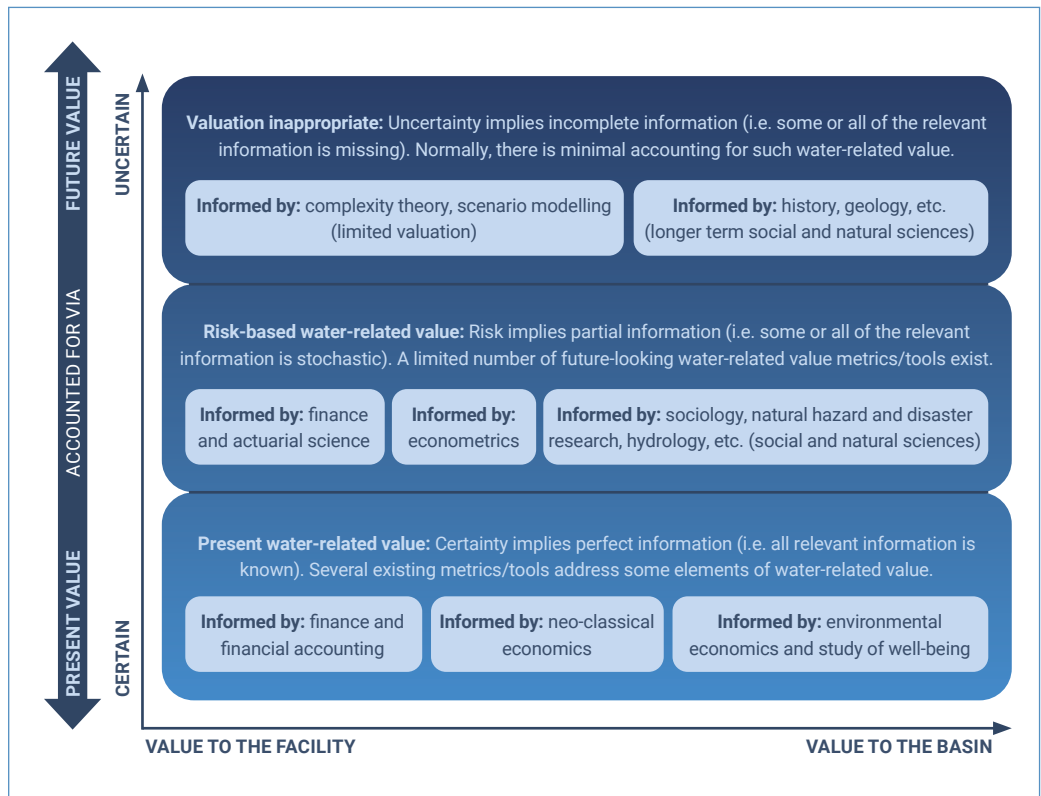 FUTURE VALUE
ACCOUNTED FOR VIA
PRESENT VALUE
UNCERTAIN
CERTAIN
Valuation inappropriate: Uncertainty implies incomplete information (i.e. some or all of the relevant
information is missing). Normally, there is minimal accounting for such water-related value.
Informed by: complexity theory, scenario modelling
(limited valuation)
Informed by: history, geology, etc.
(longer term social and natural sciences)
Risk-based water-related value: Risk implies partial information (i.e. some or all of the relevant
information is stochastic). A limited number of future-looking water-related value metrics/tools exist.
Informed by: finance
and actuarial science
Informed by:
econometrics
Informed by: sociology, natural hazard and disaster
research, hydrology, etc. (social and natural sciences)
Present water-related value: Certainty implies perfect information (i.e. all relevant information is
known). Several existing metrics/tools address some elements of water-related value.
Informed by: finance and
financial accounting
Informed by: neo-classical
economics
Informed by: environmental
economics and study of well-being
VALUE TO THE FACILITY
VALUE TO THE BASIN